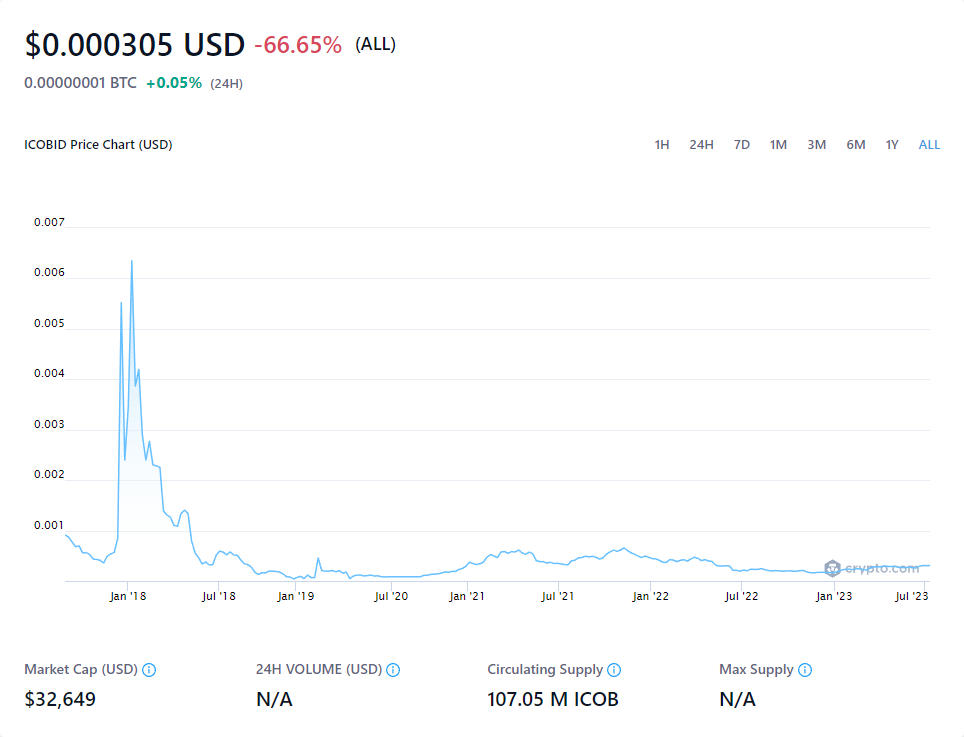 $0.000305 USD -66.65% (ALL)
0.00000001 BTC +0.05% (24H)
ICOBID Price Chart (USD) 1H 24H 7D 1M 3M 6M 1Y ALL
0.007
0.006
0.005
0.004
0.003
0.002
0.001
crypto.com
Jan '18 Jul '18 Jan '19 Jul '20 Jan '21 Jul '21 Jan '22 Jul '22 Jan '23 Jul '23
Market Cap (USD) 24H VOLUME (USD) Circulating Supply Max Supply
$32,649 N/A 107.05 M ICOB N/A